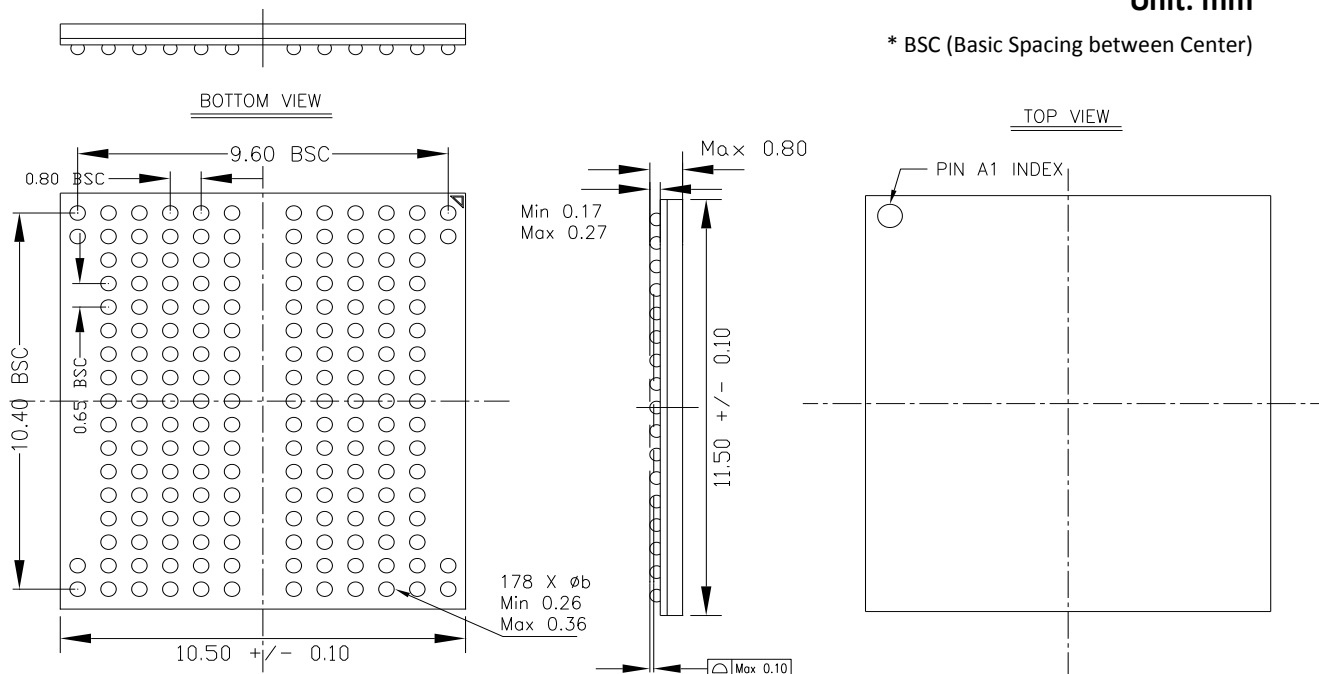 Unit: mm
* BSC (Basic Spacing between Center)
BOTTOM VIEW
TOP VIEW
9.60 BSC
Max 0.80
0.80 BSC
PIN A1 INDEX
Min 0.17
Max 0.27
10.40 BSC
0.65 BSC
11.50 +/- 0.10
178 X øb
Min 0.26
Max 0.36
10.50 +/- 0.10
Max 0.10